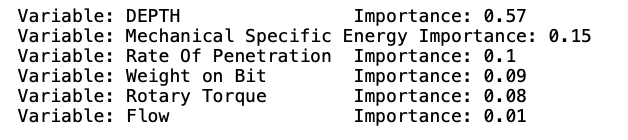 Variable: DEPTH                Importance: 0.57
Variable: Mechanical Specific Energy Importance: 0.15
Variable: Rate Of Penetration  Importance: 0.1
Variable: Weight on Bit        Importance: 0.09
Variable: Rotary Torque        Importance: 0.08
Variable: Flow                 Importance: 0.01